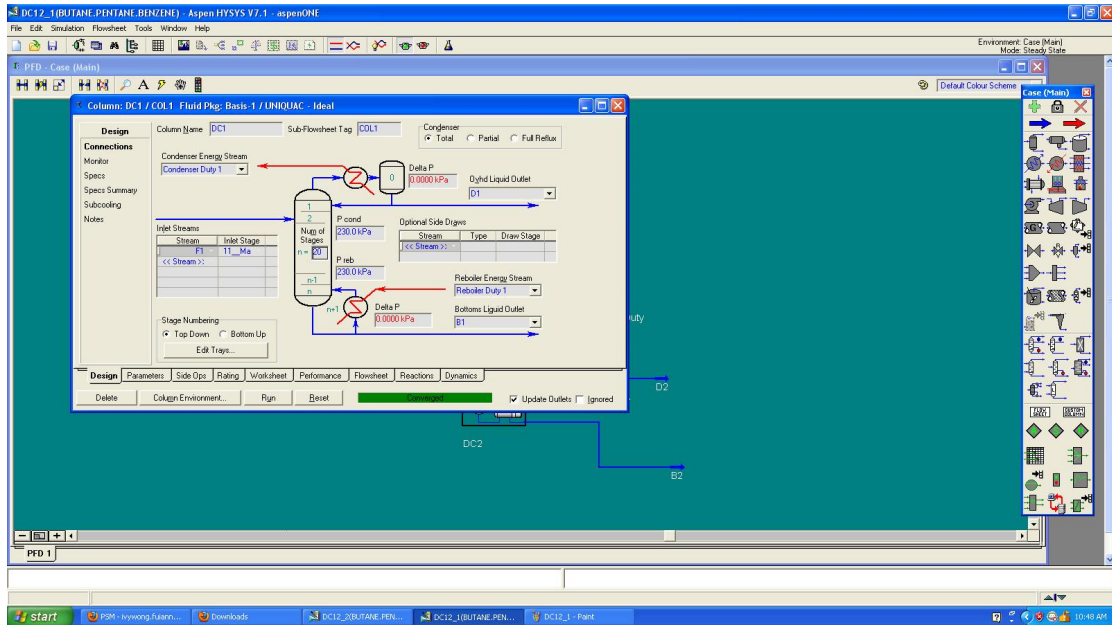 DC12_1(BUTANE.PENTANE.BENZENE) - Aspen HYSYS V7.1 - aspenONE
File Edit Simulation Flowsheet Tools Window Help
Environment: Case (Main)
Mode: Steady State
PFD - Case (Main)
A
Default Colour Scheme
Case (Main)
Column: DC1 / COL1 Fluid Pkg: Basis-1 / UNIQUAC - Ideal
Design
Connections
Monitor
Specs
Specs Summary
Subcooling
Notes
Column Name DC1
Sub-Flowsheet Tag COL1
Condenser
Total Partial Full Reflux
Condenser Energy Stream
Condenser Duty 1
0
Delta P
0.0000 kPa
Ovhd Liquid Outlet
D1
Inlet Streams
Stream Inlet Stage
F1 11__Ma
<< Stream >>
1
2
Num of Stages
n = 20
n-1
n
n+1
P cond
230.0 kPa
P reb
230.0 kPa
Optional Side Draws
Stream Type Draw Stage
<< Stream >>
Reboiler Energy Stream
Reboiler Duty 1
Delta P
0.0000 kPa
Bottoms Liquid Outlet
B1
Stage Numbering
Top Down Bottom Up
Edit Trays...
Design Parameters Side Ops Rating Worksheet Performance Flowsheet Reactions Dynamics
Delete Column Environment... Run Reset Converged Update Outlets Ignored
uty
D2
DC2
B2
PFD 1
start
PSM - ivywong.fuiann...
Downloads
DC12_2(BUTANE.PEN...
DC12_1(BUTANE.PEN...
DC12_1 - Paint
10:48 AM